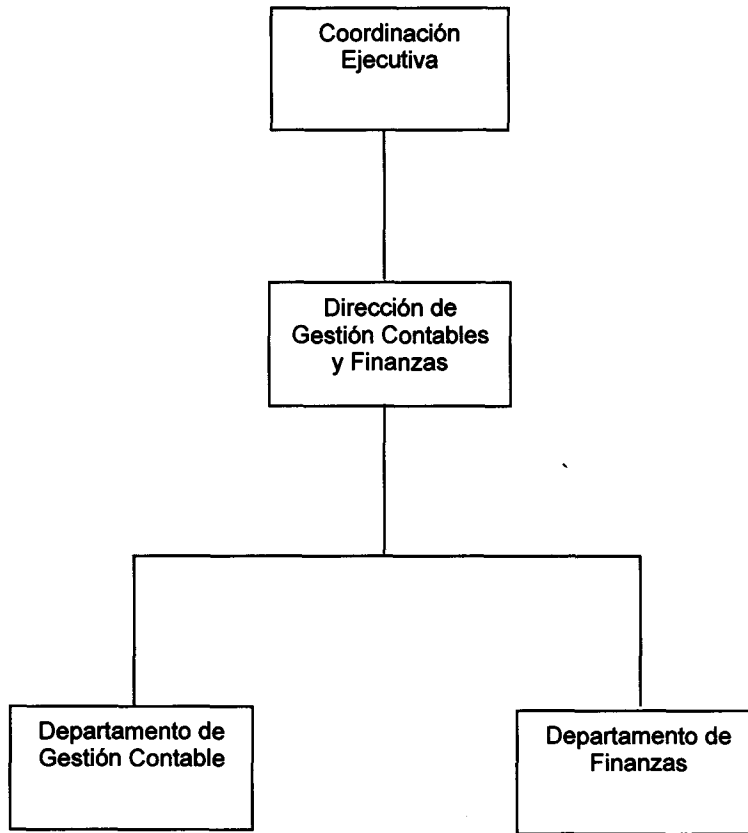 Coordinación
Ejecutiva
Dirección de
Gestión Contables
y Finanzas
Departamento de
Gestión Contable
Departamento de
Finanzas